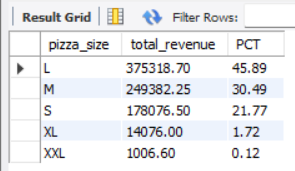 Result Grid Filter Rows:
pizza_size total_revenue PCT
L 375318.70 45.89
M 249382.25 30.49
S 178076.50 21.77
XL 14076.00 1.72
XXL 1006.60 0.12